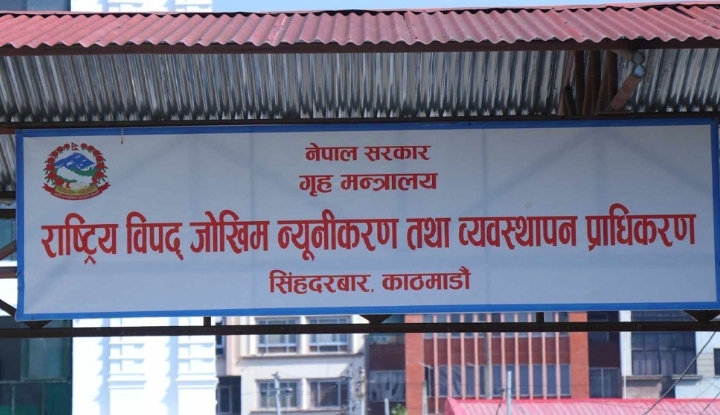 नेपाल सरकार
गृह मन्त्रालय
राष्ट्रिय विपद् जोखिम न्यूनीकरण तथा व्यवस्थापन प्राधिकरण
सिंहदरबार, काठमाडौं